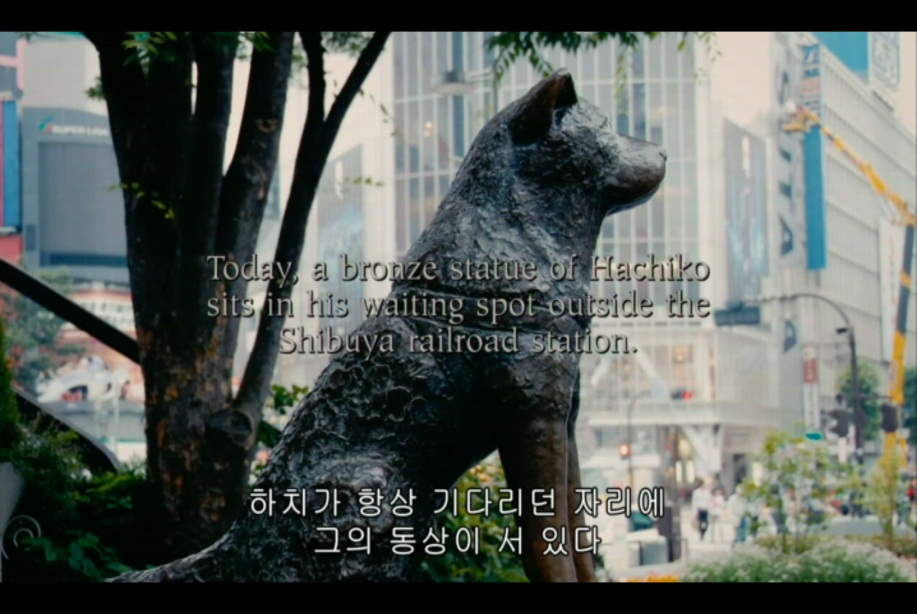 Today, a bronze statue of Hachiko
sits in his waiting spot outside the
Shibuya railroad station.
하치가 항상 기다리던 자리에
그의 동상이 서 있다